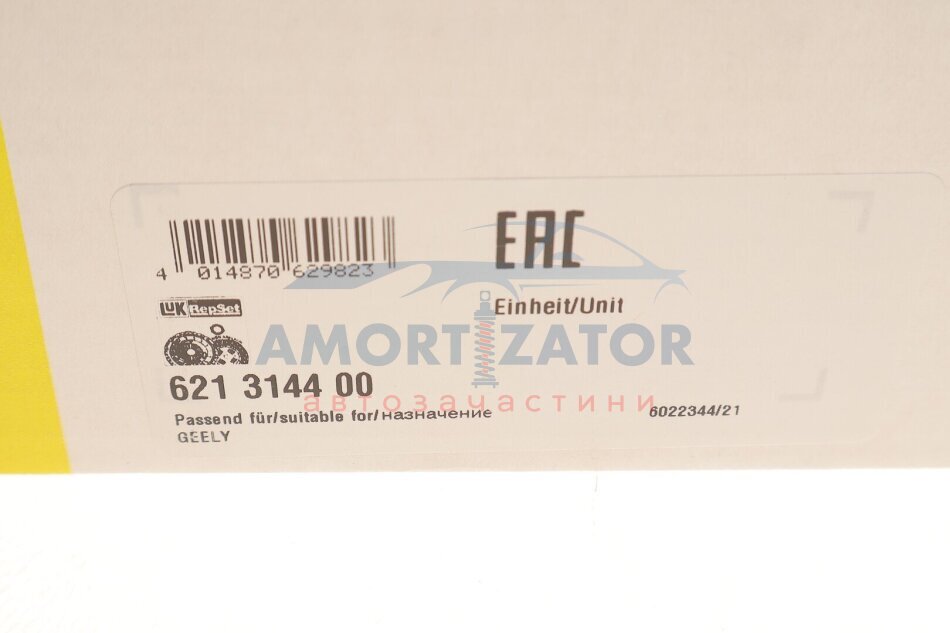 EAC
4 014870 629823
Einheit/Unit
LUK RepSet
AMORTIZATOR
621 3144 00
автозачастини
Passend für/suitable for/назначение
6022344/21
GEELY